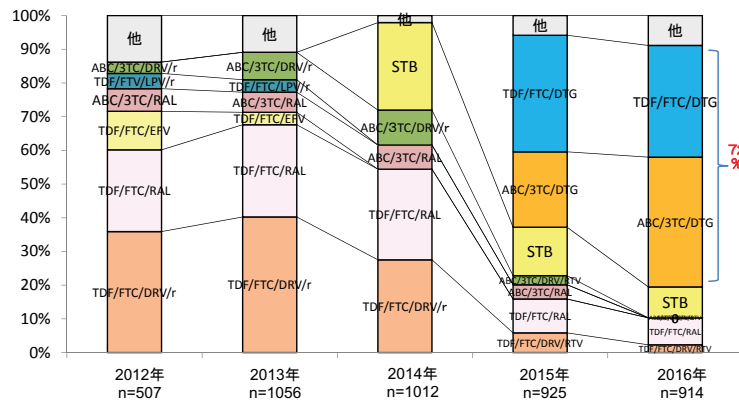 100%
90%
80%
70%
60%
50%
40%
30%
20%
10%
0%
他
ABC/3TC/DRV/r
TDF/FTV/LPV/r
ABC/3TC/RAL
TDF/FTC/EFV
TDF/FTC/RAL
TDF/FTC/DRV/r
他
ABC/3TC/DRV/r
TDF/FTC/LPV/r
ABC/3TC/RAL
TDF/FTC/EFV
TDF/FTC/RAL
TDF/FTC/DRV/r
他
STB
ABC/3TC/DRV/r
ABC/3TC/RAL
TDF/FTC/RAL
TDF/FTC/DRV/r
他
TDF/FTC/DTG
ABC/3TC/DTG
STB
ABC/3TC/DRV/RTV
ABC/3TC/RAL
TDF/FTC/RAL
TDF/FTC/DRV/RTV
他
TDF/FTC/DTG
ABC/3TC/DTG
STB
0
TDF/FTC/RAL
TDF/FTC/DRV/RTV
%
2012年
n=507
2013年
n=1056
2014年
n=1012
2015年
n=925
2016年
n=914